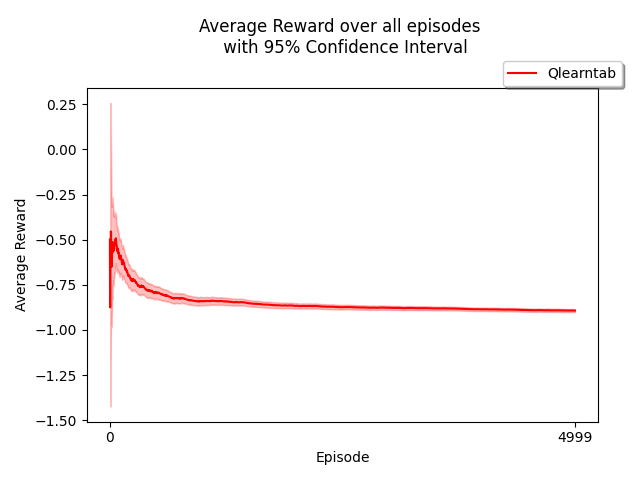 Average Reward over all episodes
with 95% Confidence Interval
Qlearntab
0.25
0.00
−0.25
−0.50
−0.75
−1.00
−1.25
−1.50
Average Reward
0
4999
Episode